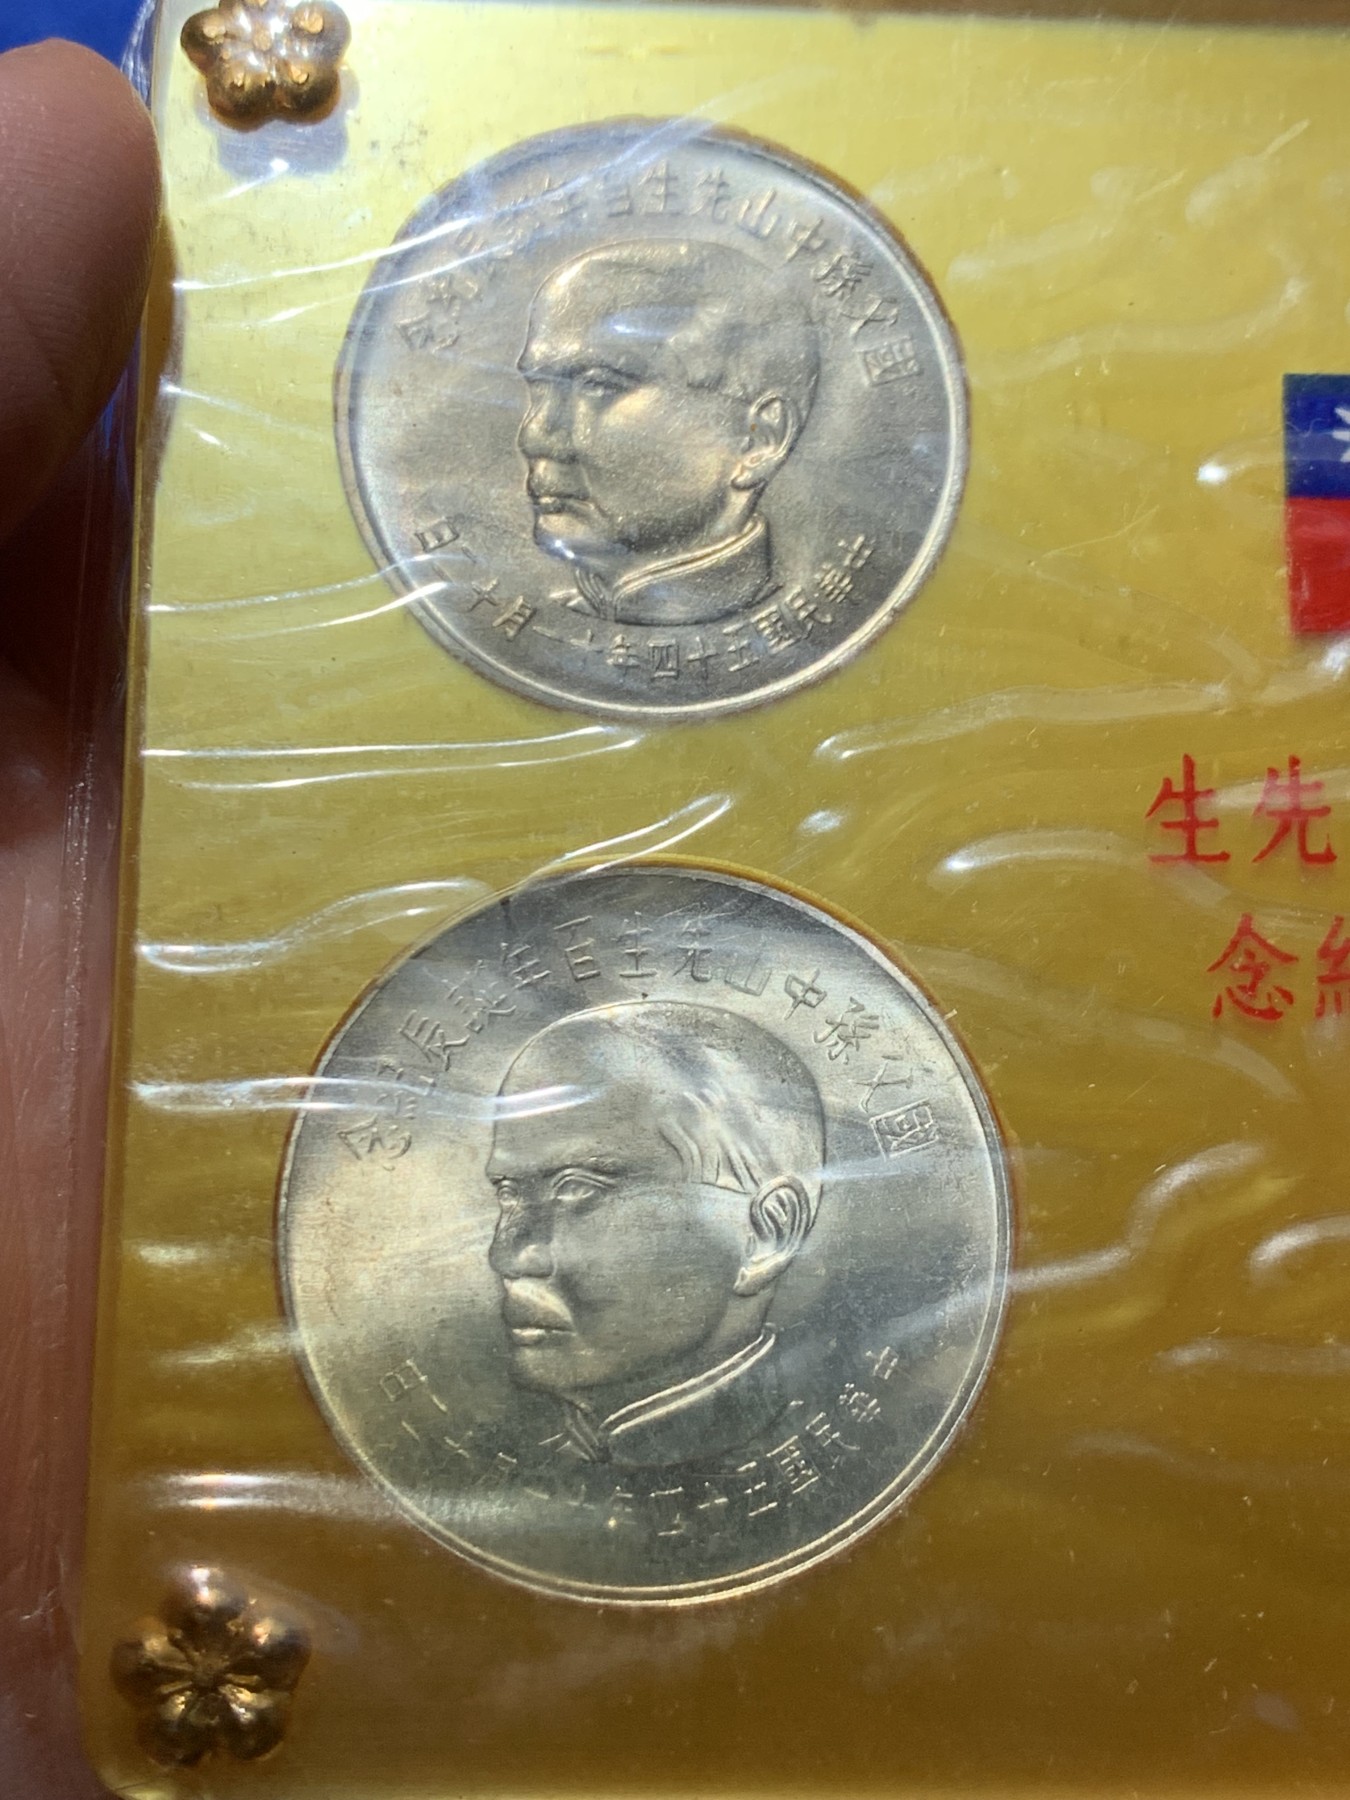 國父孫中山先生百年誕辰紀念
中華民國五十四年十一月十二日
先生
念
國父孫中山先生百年誕辰紀念
中華民國五十四年十一月十二日